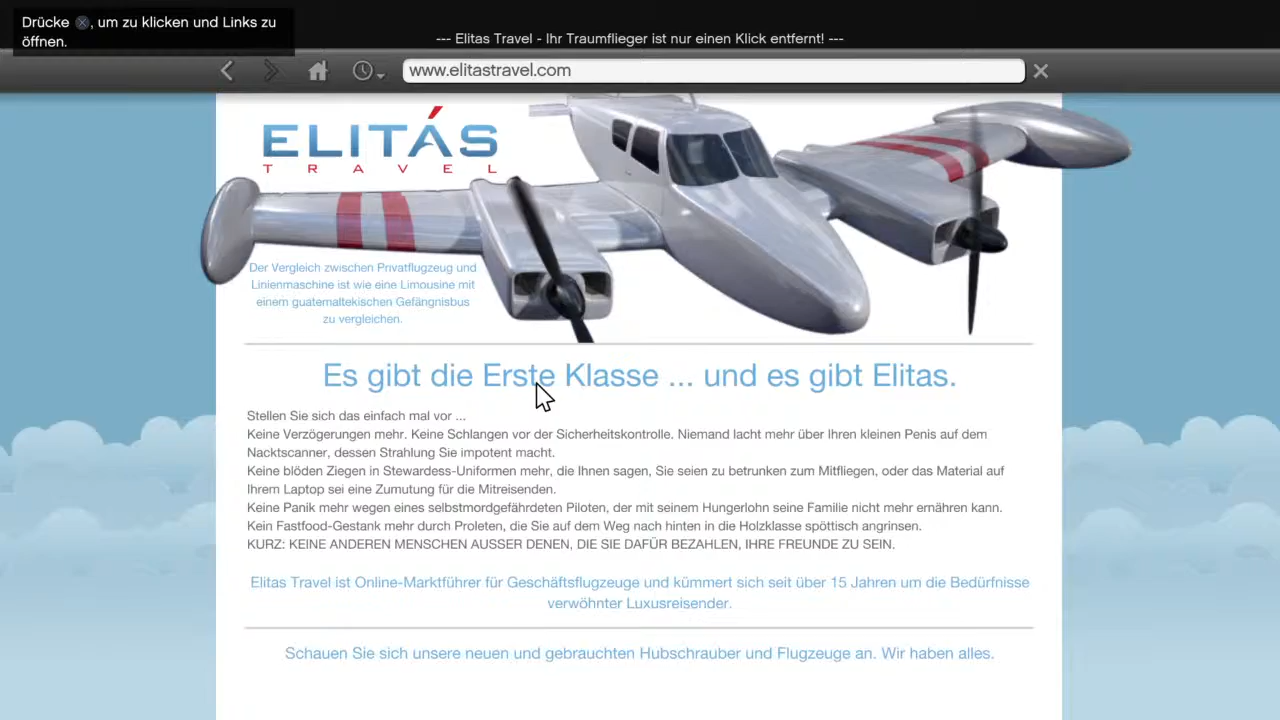 Drücke ⊗, um zu klicken und Links zu
öffnen.
--- Elitas Travel - Ihr Traumflieger ist nur einen Klick entfernt! ---
www.elitastravel.com
ELITÁS
TRAVEL
Der Vergleich zwischen Privatflugzeug und
Linienmaschine ist wie eine Limousine mit
einem guatemaltekischen Gefängnisbus
zu vergleichen.
Es gibt die Erste Klasse ... und es gibt Elitas.
Stellen Sie sich das einfach mal vor ...
Keine Verzögerungen mehr. Keine Schlangen vor der Sicherheitskontrolle. Niemand lacht mehr über Ihren kleinen Penis auf dem
Nacktscanner, dessen Strahlung Sie impotent macht.
Keine blöden Ziegen in Stewardess-Uniformen mehr, die Ihnen sagen, Sie seien zu betrunken zum Mitfliegen, oder das Material auf
Ihrem Laptop sei eine Zumutung für die Mitreisenden.
Keine Panik mehr wegen eines selbstmordgefährdeten Piloten, der mit seinem Hungerlohn seine Familie nicht mehr ernähren kann.
Kein Fastfood-Gestank mehr durch Proleten, die Sie auf dem Weg nach hinten in die Holzklasse spöttisch angrinsen.
KURZ: KEINE ANDEREN MENSCHEN AUSSER DENEN, DIE SIE DAFÜR BEZAHLEN, IHRE FREUNDE ZU SEIN.
Elitas Travel ist Online-Marktführer für Geschäftsflugzeuge und kümmert sich seit über 15 Jahren um die Bedürfnisse
verwöhnter Luxusreisender.
Schauen Sie sich unsere neuen und gebrauchten Hubschrauber und Flugzeuge an. Wir haben alles.